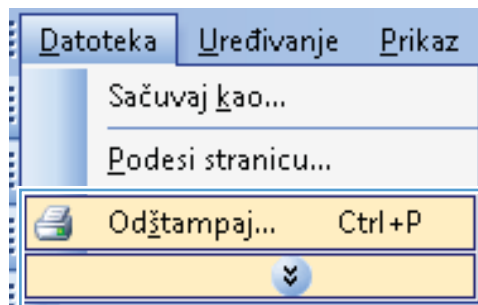 Datoteka Uređivanje Prikaz
Sačuvaj kao...
Podesi stranicu...
Odštampaj... Ctrl+P